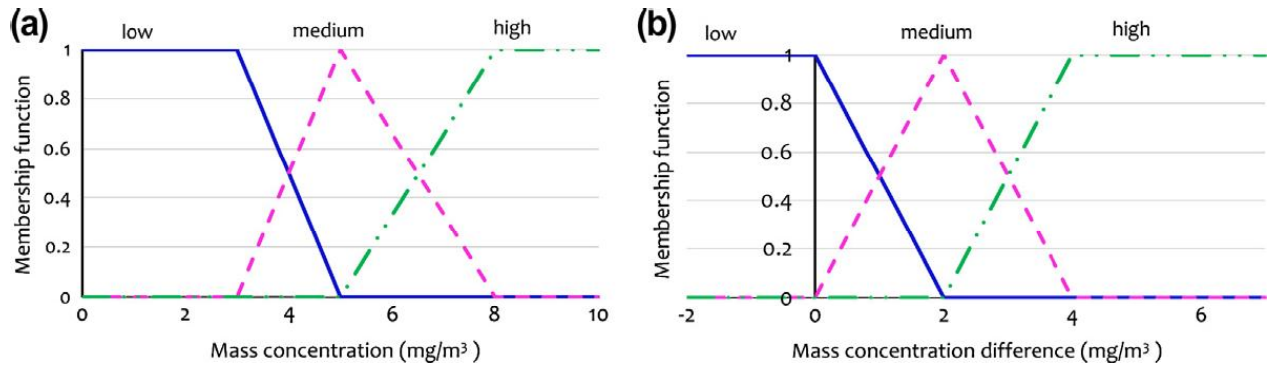 (a)
low medium high
1
0.8
0.6
0.4
0.2
0
0 2 4 6 8 10
Membership function
Mass concentration (mg/m³ )
(b)
low medium high
1
0.8
0.6
0.4
0.2
0
-2 0 2 4 6
Membership function
Mass concentration difference (mg/m³ )